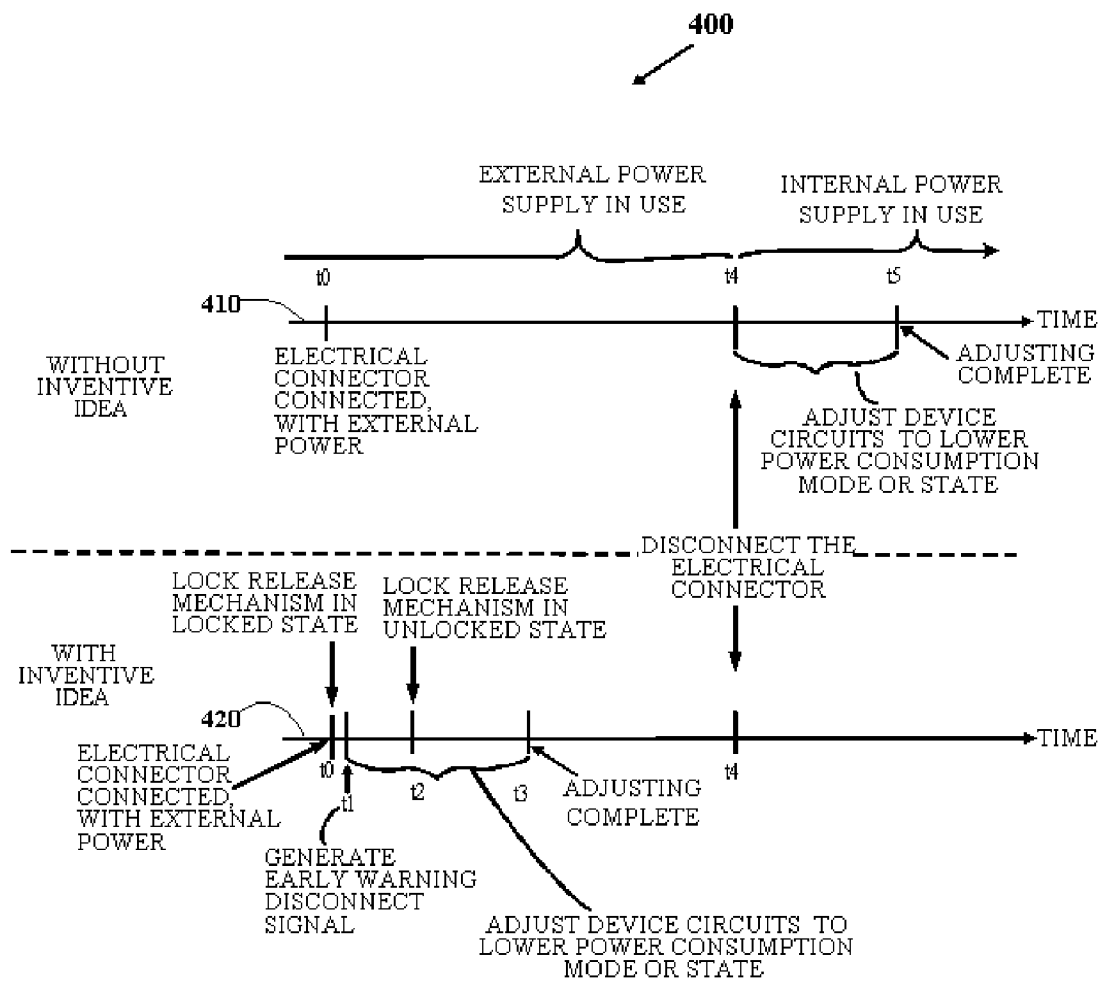 400
EXTERNAL POWER
SUPPLY IN USE
INTERNAL POWER
SUPPLY IN USE
t0
t4
t5
410
TIME
WITHOUT
INVENTIVE
IDEA
ELECTRICAL
CONNECTOR
CONNECTED,
WITH EXTERNAL
POWER
ADJUSTING
COMPLETE
ADJUST DEVICE
CIRCUITS TO LOWER
POWER CONSUMPTION
MODE OR STATE
DISCONNECT THE
ELECTRICAL
CONNECTOR
LOCK RELEASE
MECHANISM IN
LOCKED STATE
LOCK RELEASE
MECHANISM IN
UNLOCKED STATE
WITH
INVENTIVE
IDEA
420
TIME
ELECTRICAL
CONNECTOR
CONNECTED,
WITH EXTERNAL
POWER
t0
t1
t2
t3
t4
ADJUSTING
COMPLETE
GENERATE
EARLY WARNING
DISCONNECT
SIGNAL
ADJUST DEVICE CIRCUITS TO
LOWER POWER CONSUMPTION
MODE OR STATE